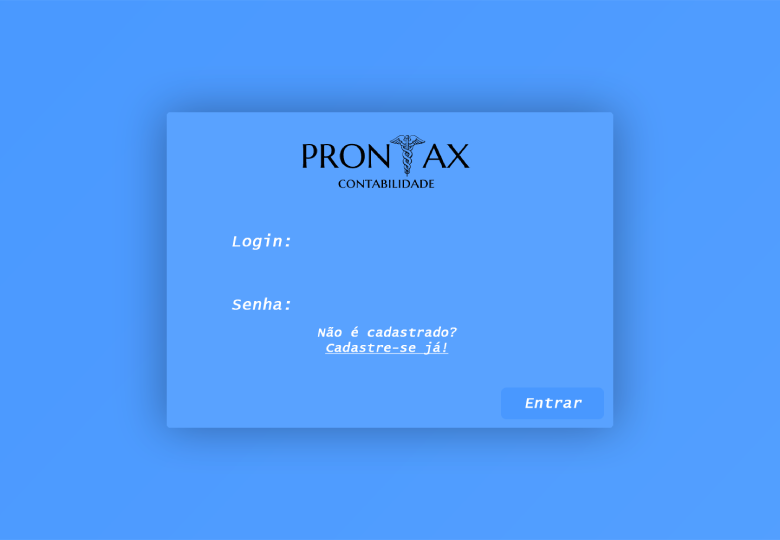 PRONTAX
CONTABILIDADE
Login:
Senha:
Não é cadastrado?
Cadastre-se já!
Entrar